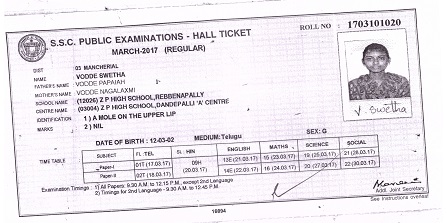 S.S.C. PUBLIC EXAMINATIONS - HALL TICKET
ROLL NO : 1703101020
MARCH-2017 (REGULAR)
DIST 03 MANCHERIAL
NAME VODDE SWETHA
FATHER'S NAME : VODDE PAPAIAH
MOTHER'S NAME : VODDE NAGALAXMI
SCHOOL NAME (12026) Z P HIGH SCHOOL, REBBENAPALLY
CENTRE NAME (03004) Z P HIGH SCHOOL, DANDEPALLI 'A' CENTRE
IDENTIFICATION 1) A MOLE ON THE UPPER LIP
MARKS 2) NIL
V. Swetha
DATE OF BIRTH : 12-03-02 MEDIUM: Telugu SEX: G
TIME TABLE
SUBJECT FL .TEL SL . HIN ENGLISH MATHS SCIENCE SOCIAL
Paper-I 01T (17.03.17) 09H (20.03.17) 13E (21.03.17) 15 (23.03.17) 19 (25.03.17) 21 (28.03.17)
Paper-II 02T (18.03.17) 14E (22.03.17) 16 (24.03.17) 20 (27.03.17) 22 (30.03.17)
Examination Timings : 1) All Papers 9.30 A.M. to 12.15 P.M. except 2nd Language
2) Timings for 2nd Language - 9.30 A.M. to 12.45 P.M.
Addl. Joint Secretary
See Instructions overleaf
16894